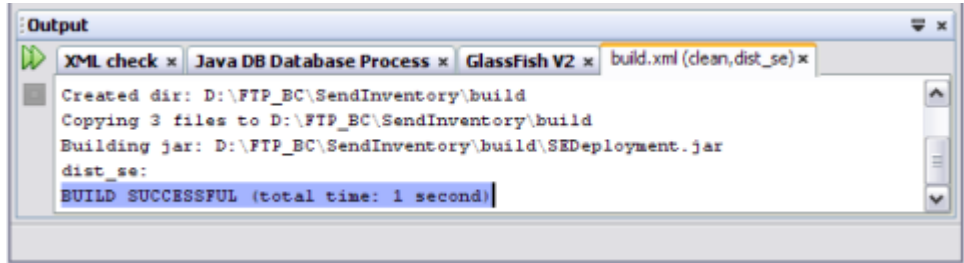 Output
XML check Java DB Database Process GlassFish V2 build.xml (clean,dist_se)
Created dir: D:\FTP_BC\SendInventory\build
Copying 3 files to D:\FTP_BC\SendInventory\build
Building jar: D:\FTP_BC\SendInventory\build\SEDeployment.jar
dist_se:
BUILD SUCCESSFUL (total time: 1 second)